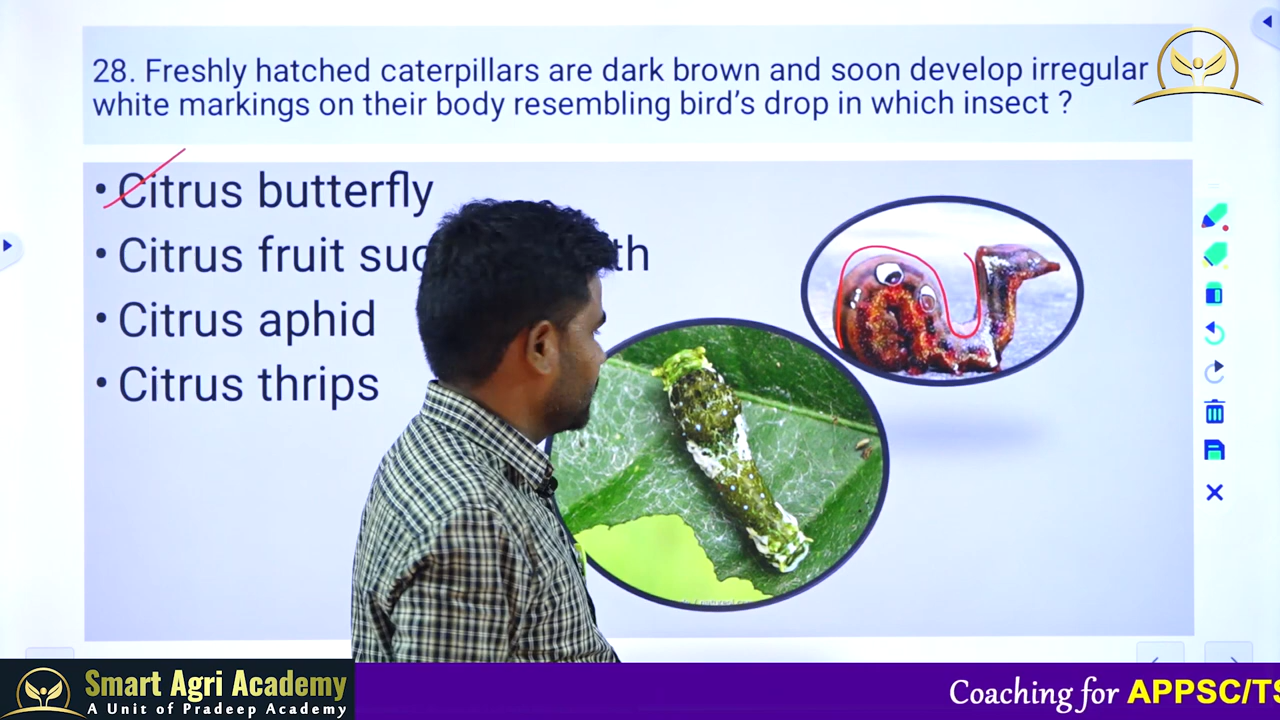 28. Freshly hatched caterpillars are dark brown and soon develop irregular
white markings on their body resembling bird's drop in which insect ?
• Citrus butterfly
• Citrus fruit suc th
• Citrus aphid
• Citrus thrips
Smart Agri Academy
A Unit of Pradeep Academy
Coaching for APPSC/TS